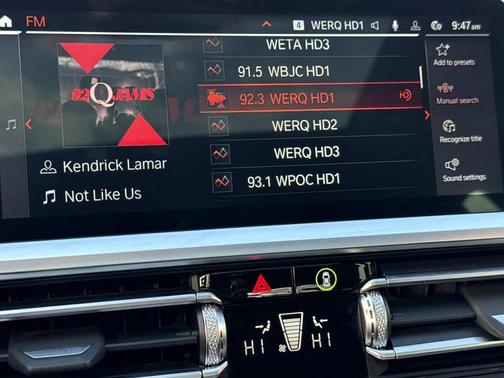 FM
4 WERQ HD1 9:47am
WETA HD3
91.5 WBJC HD1
92.3 WERQ HD1
WERQ HD2
WERQ HD3
93.1 WPOC HD1
92Q JAMS
Kendrick Lamar
Not Like Us
Add to presets
Manual search
Recognize title
Sound settings
HI HI